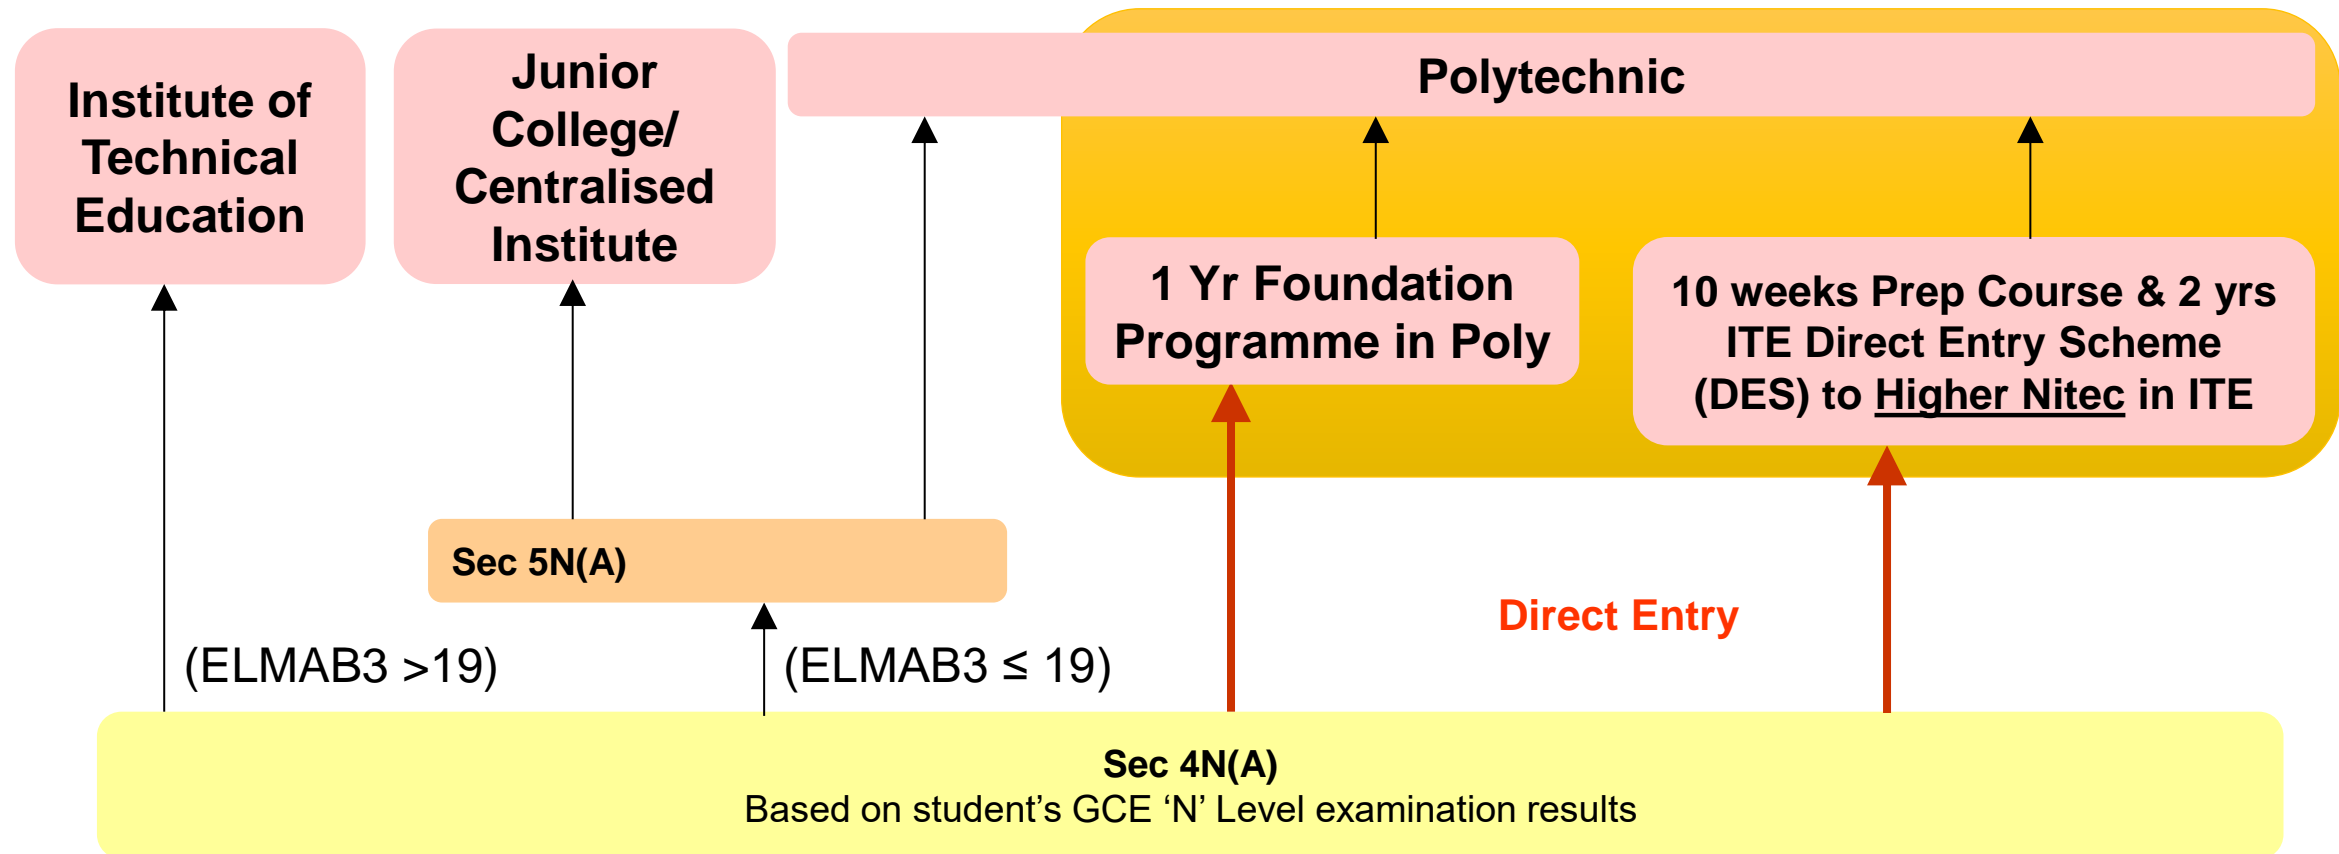 Institute of
Technical
Education
Junior
College/
Centralised
Institute
Polytechnic
1 Yr Foundation
Programme in Poly
10 weeks Prep Course & 2 yrs
ITE Direct Entry Scheme
(DES) to Higher Nitec in ITE
Sec 5N(A)
Direct Entry
(ELMAB3 >19)
(ELMAB3 ≤ 19)
Sec 4N(A)
Based on student’s GCE ‘N’ Level examination results